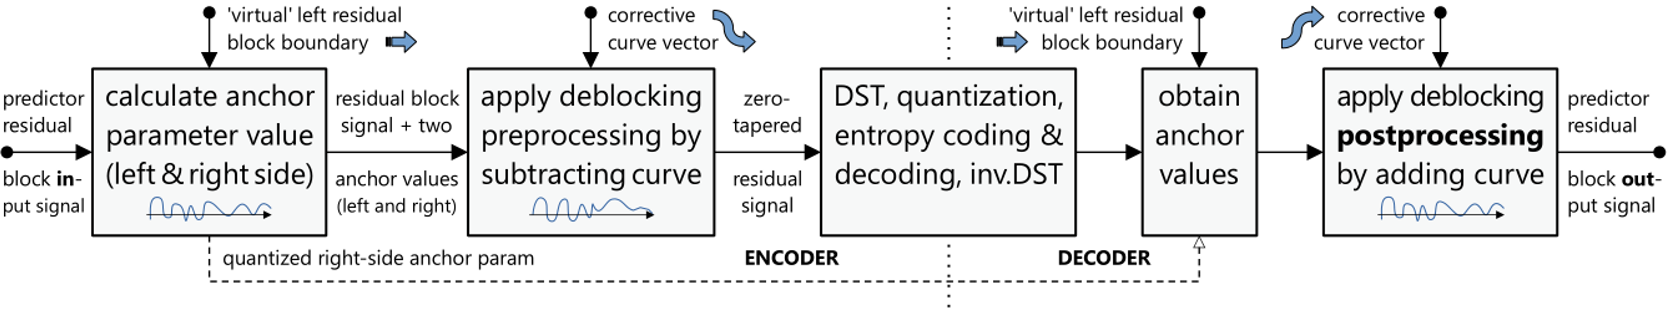 'virtual' left residual
block boundary
corrective
curve vector
'virtual' left residual
block boundary
corrective
curve vector
predictor
residual
block in-
put signal
calculate anchor
parameter value
(left & right side)
residual block
signal + two
anchor values
(left and right)
apply deblocking
preprocessing by
subtracting curve
zero-
tapered
residual
signal
DST, quantization,
entropy coding &
decoding, inv.DST
obtain
anchor
values
apply deblocking
postprocessing
by adding curve
predictor
residual
block out-
put signal
quantized right-side anchor param
ENCODER
DECODER